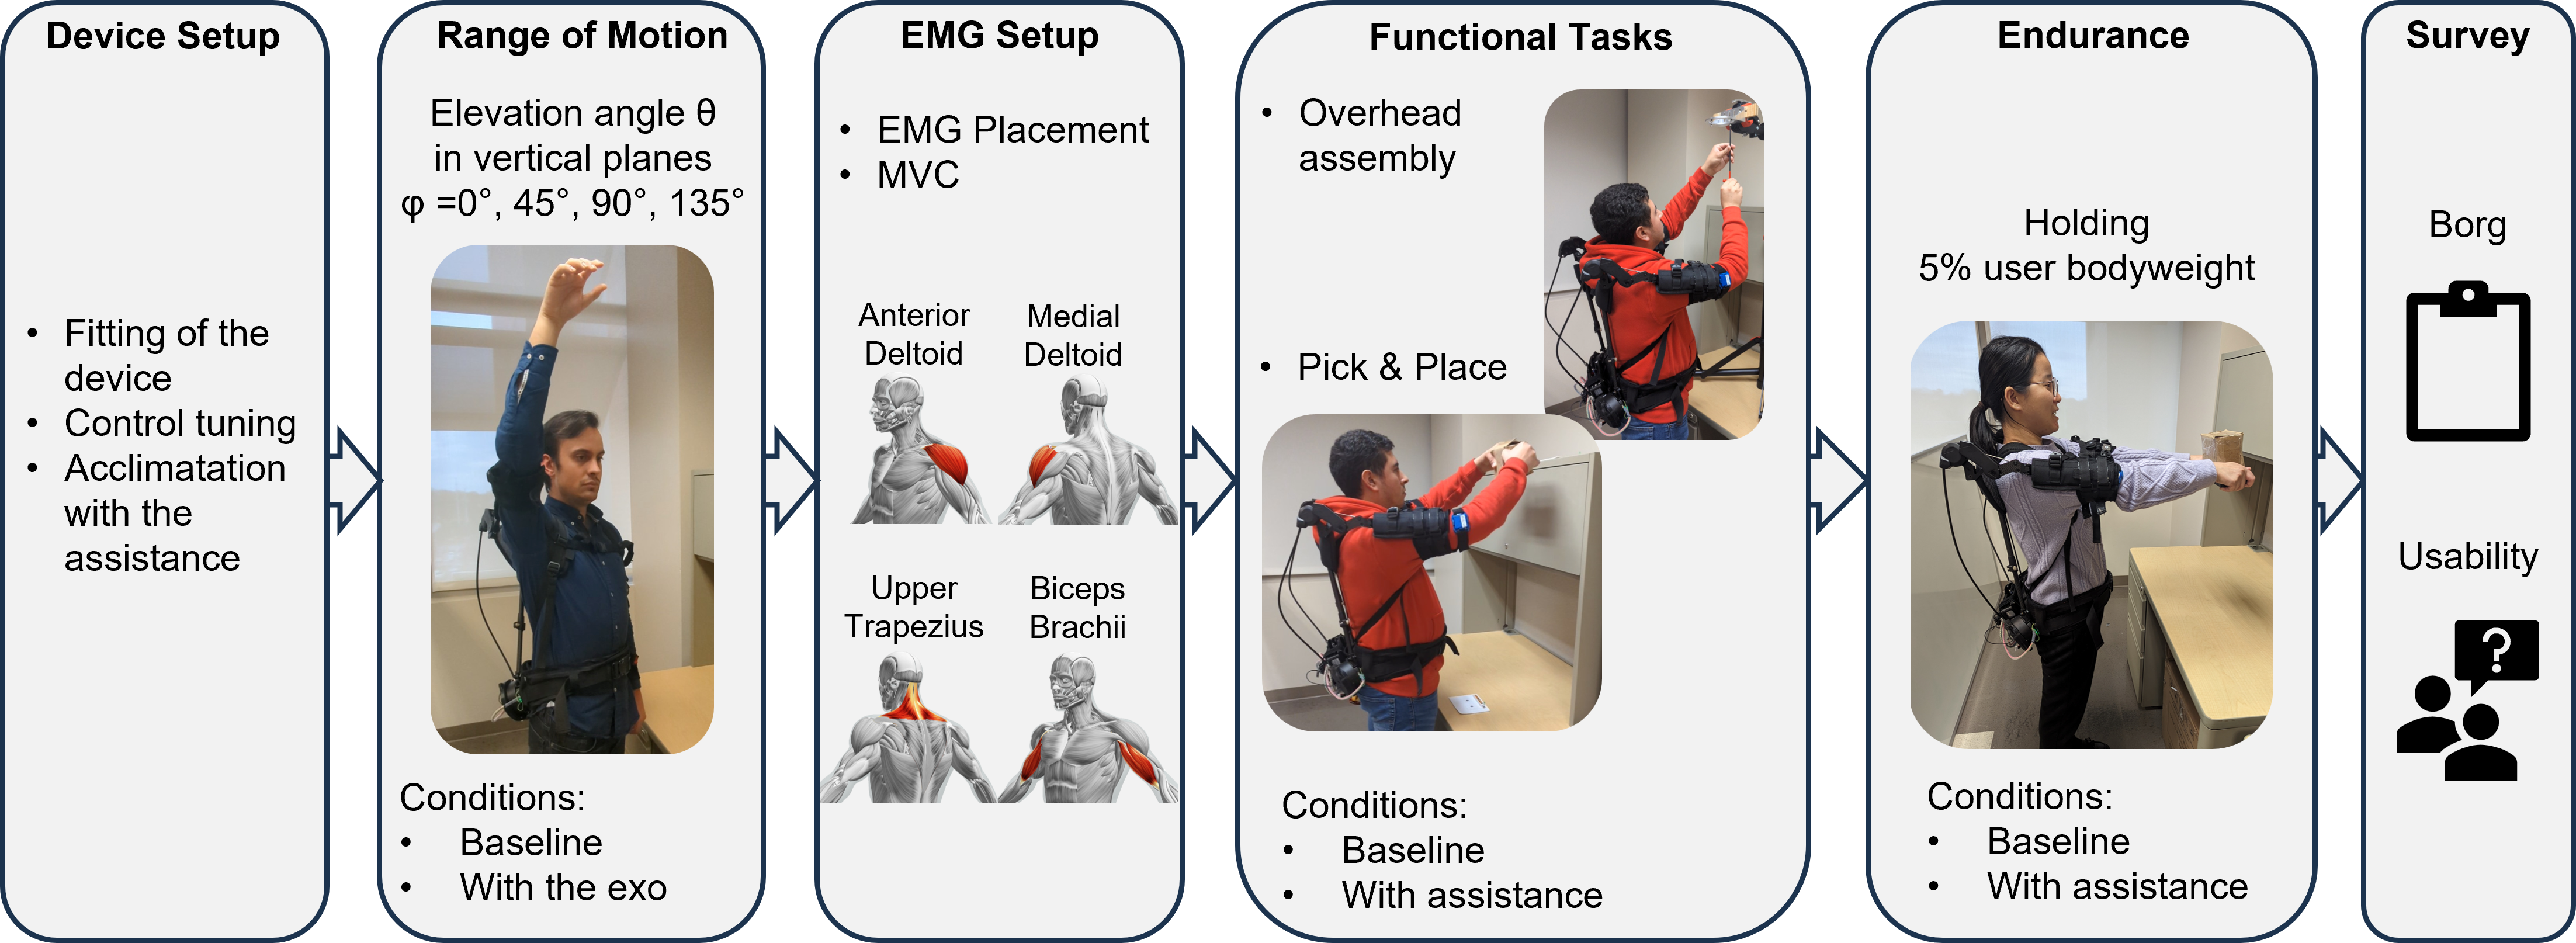 Device Setup
• Fitting of the
device
• Control tuning
• Acclimatation
with the
assistance
Range of Motion
Elevation angle θ
in vertical planes
φ =0°, 45°, 90°, 135°
Conditions:
• Baseline
• With the exo
EMG Setup
• EMG Placement
• MVC
Anterior
Deltoid
Medial
Deltoid
Upper
Trapezius
Biceps
Brachii
Functional Tasks
• Overhead
assembly
• Pick & Place
Conditions:
• Baseline
• With assistance
Endurance
Holding
5% user bodyweight
Conditions:
• Baseline
• With assistance
Survey
Borg
Usability
?